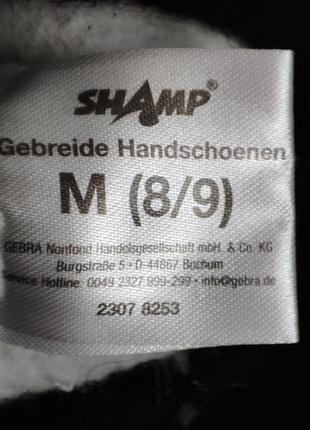 SHAMP®
Gebreide Handschoenen
M (8/9)
GEBRA Nonfood Handelsgesellschaft mbH. & Co. KG
Burgstraße 5 • D-44867 Bochum
Service Hotline: 0049 2327 999-299 • info@gebra.de
2307 8253